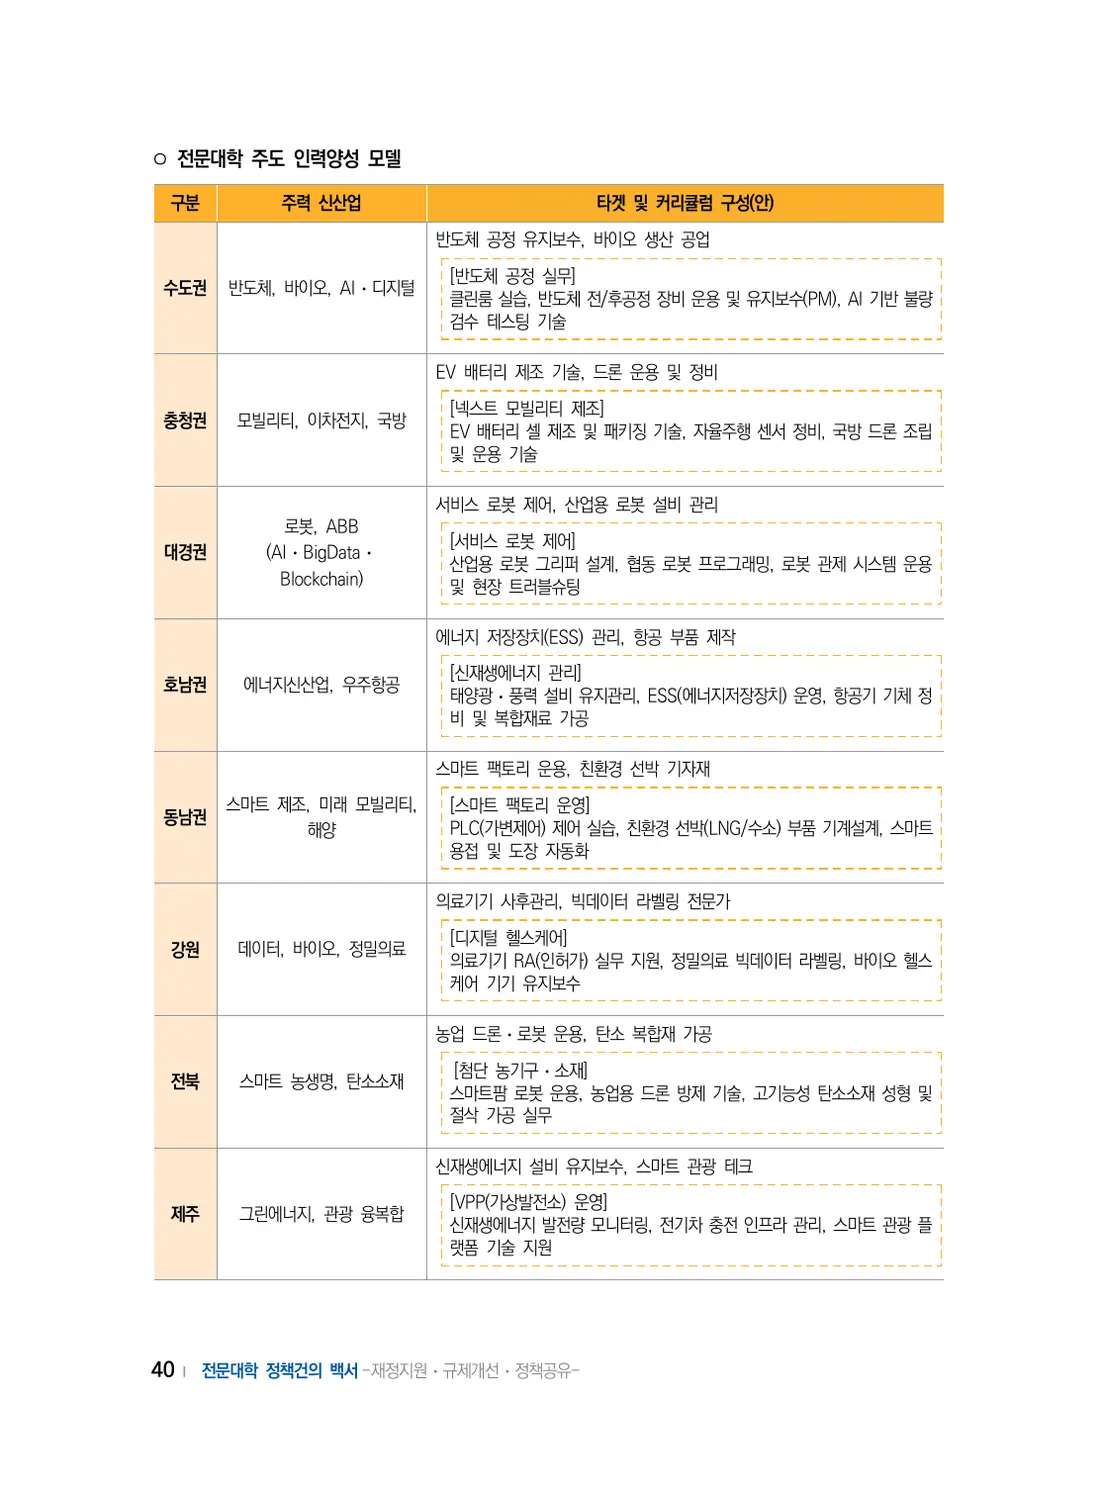 ○ 전문대학 주도 인력양성 모델
구분 주력 신산업 타겟 및 커리큘럼 구성(안)
수도권 반도체, 바이오, AI·디지털
반도체 공정 유지보수, 바이오 생산 공업
[반도체 공정 실무]
클린룸 실습, 반도체 전/후공정 장비 운용 및 유지보수(PM), AI 기반 불량
검수 테스팅 기술
충청권 모빌리티, 이차전지, 국방
EV 배터리 제조 기술, 드론 운용 및 정비
[넥스트 모빌리티 제조]
EV 배터리 셀 제조 및 패키징 기술, 자율주행 센서 정비, 국방 드론 조립
및 운용 기술
대경권
로봇, ABB
(AI·BigData·
Blockchain)
서비스 로봇 제어, 산업용 로봇 설비 관리
[서비스 로봇 제어]
산업용 로봇 그리퍼 설계, 협동 로봇 프로그래밍, 로봇 관제 시스템 운용
및 현장 트러블슈팅
호남권 에너지신산업, 우주항공
에너지 저장장치(ESS) 관리, 항공 부품 제작
[신재생에너지 관리]
태양광·풍력 설비 유지관리, ESS(에너지저장장치) 운영, 항공기 기체 정
비 및 복합재료 가공
동남권
스마트 제조, 미래 모빌리티,
해양
스마트 팩토리 운용, 친환경 선박 기자재
[스마트 팩토리 운영]
PLC(가변제어) 제어 실습, 친환경 선박(LNG/수소) 부품 기계설계, 스마트
용접 및 도장 자동화
강원 데이터, 바이오, 정밀의료
의료기기 사후관리, 빅데이터 라벨링 전문가
[디지털 헬스케어]
의료기기 RA(인허가) 실무 지원, 정밀의료 빅데이터 라벨링, 바이오 헬스
케어 기기 유지보수
전북 스마트 농생명, 탄소소재
농업 드론·로봇 운용, 탄소 복합재 가공
[첨단 농기구·소재]
스마트팜 로봇 운용, 농업용 드론 방제 기술, 고기능성 탄소소재 성형 및
절삭 가공 실무
제주 그린에너지, 관광 융복합
신재생에너지 설비 유지보수, 스마트 관광 테크
[VPP(가상발전소) 운영]
신재생에너지 발전량 모니터링, 전기차 충전 인프라 관리, 스마트 관광 플
랫폼 기술 지원
40 | 전문대학 정책건의 백서 -재정지원·규제개선·정책공유-